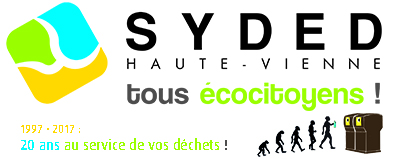 SYDED
HAUTE-VIENNE
tous écocitoyens !
1997 - 2017 :
20 ans au service de vos déchets !